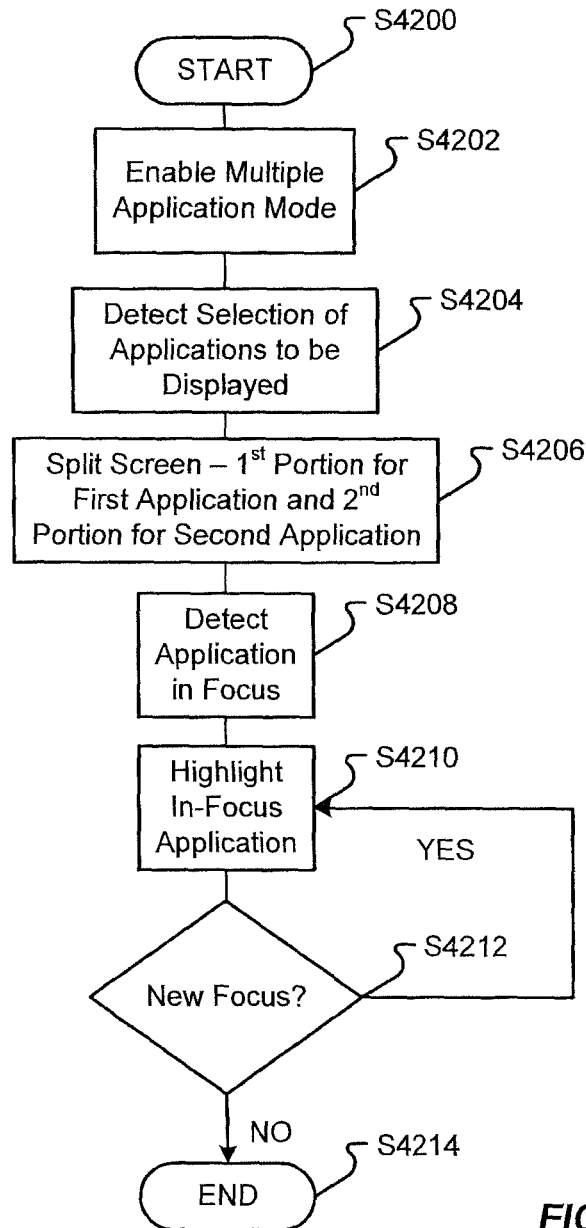 START
S4200
Enable Multiple
Application Mode
S4202
Detect Selection of
Applications to be
Displayed
S4204
Split Screen – 1st Portion for
First Application and 2nd
Portion for Second Application
S4206
Detect
Application
in Focus
S4208
Highlight
In-Focus
Application
S4210
YES
New Focus?
S4212
NO
END
S4214
FIG